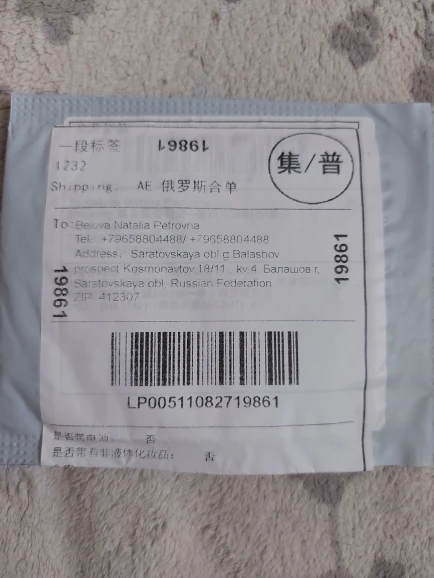 一段标签 19861
1232
集/普
Shipping: AE 俄罗斯合单
To: Belova Natalia Petrovna
Tel: +79658804488/ +79658804488
Address: Saratovskaya obl g.Balashov
prospect Kosmonavtov 18/11 , kv.4 Балашов г,
Saratovskaya obl, Russian Federation
ZIP: 412307
19861
19861
LP00511082719861
是否带电池: 否
是否带有非液体化妆品: 否